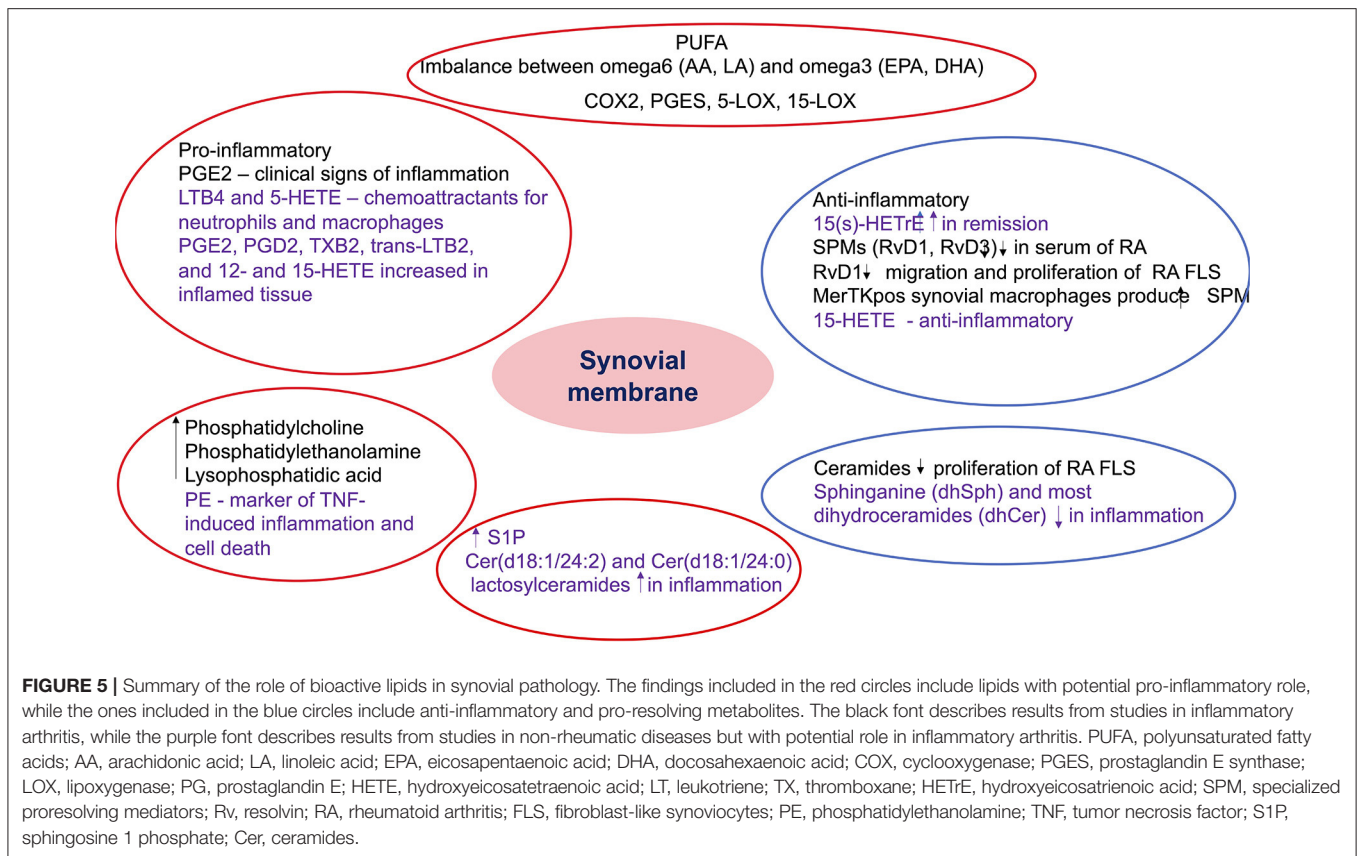 PUFA
Imbalance between omega6 (AA, LA) and omega3 (EPA, DHA)
COX2, PGES, 5-LOX, 15-LOX
Pro-inflammatory
PGE2 – clinical signs of inflammation
LTB4 and 5-HETE – chemoattractants for
neutrophils and macrophages
PGE2, PGD2, TXB2, trans-LTB2,
and 12- and 15-HETE increased in
inflamed tissue
Anti-inflammatory
15(s)-HETrE↑ ↑ in remission
SPMs (RvD1, RvD3)↓↓ in serum of RA
RvD1↓ migration and proliferation of RA FLS
MerTKpos synovial macrophages produce ↑ SPM
15-HETE - anti-inflammatory
Synovial
membrane
↑ Phosphatidylcholine
Phosphatidylethanolamine
Lysophosphatidic acid
PE - marker of TNF-
induced inflammation and
cell death
↑ S1P
Cer(d18:1/24:2) and Cer(d18:1/24:0)
lactosylceramides ↑ in inflammation
Ceramides ↓ proliferation of RA FLS
Sphinganine (dhSph) and most
dihydroceramides (dhCer) ↓ in inflammation
FIGURE 5 | Summary of the role of bioactive lipids in synovial pathology. The findings included in the red circles include lipids with potential pro-inflammatory role,
while the ones included in the blue circles include anti-inflammatory and pro-resolving metabolites. The black font describes results from studies in inflammatory
arthritis, while the purple font describes results from studies in non-rheumatic diseases but with potential role in inflammatory arthritis. PUFA, polyunsaturated fatty
acids; AA, arachidonic acid; LA, linoleic acid; EPA, eicosapentaenoic acid; DHA, docosahexaenoic acid; COX, cyclooxygenase; PGES, prostaglandin E synthase;
LOX, lipoxygenase; PG, prostaglandin E; HETE, hydroxyeicosatetraenoic acid; LT, leukotriene; TX, thromboxane; HETrE, hydroxyeicosatrienoic acid; SPM, specialized
proresolving mediators; Rv, resolvin; RA, rheumatoid arthritis; FLS, fibroblast-like synoviocytes; PE, phosphatidylethanolamine; TNF, tumor necrosis factor; S1P,
sphingosine 1 phosphate; Cer, ceramides.